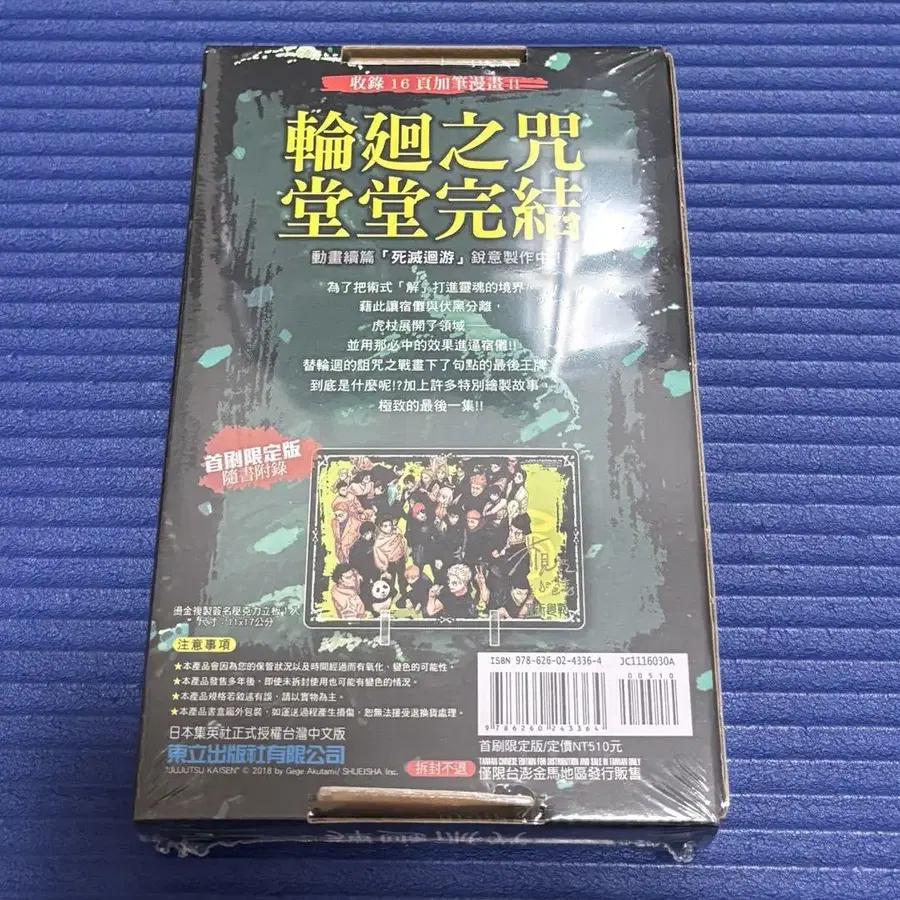 收錄 16 頁加筆漫畫!!
輪廻之咒
堂堂完結
動畫續篇「死滅迴游」銳意製作中!
為了把術式「解」打進靈魂的境界,
藉此讓宿儺與伏黑分離,
虎杖展開了領域——
並用那必中的效果進逼宿儺!!
替輪迴的詛咒之戰畫下了句點的最後王牌
到底是什麼呢!?加上許多特別繪製故事,
極致的最後一集!!
首刷限定版
隨書附錄
燙金複製簽名壓克力立板1入
尺寸:11x17公分
注意事項
★本產品會因為您的保管狀況以及時間經過而有氧化、變色的可能性。
★本產品發售多年後,即使未拆封使用也可能有變色的情況。
★本產品規格若敘述有誤,請以實物為主。
★本產品書盒屬外包裝,如運送過程產生損傷,恕無法接受退換貨處理。
日本集英社正式授權台灣中文版
東立出版社有限公司
"JUJUTSU KAISEN" © 2018 by Gege Akutami/ SHUEISHA Inc.
拆封不退
ISBN 978-626-02-4336-4
JC1116030A
00510
9 786260 243364
首刷限定版/定價NT510元
TAIWAN CHINESE EDITION FOR DISTRIBUTION AND SALE IN TAIWAN ONLY
僅限台澎金馬地區發行販售